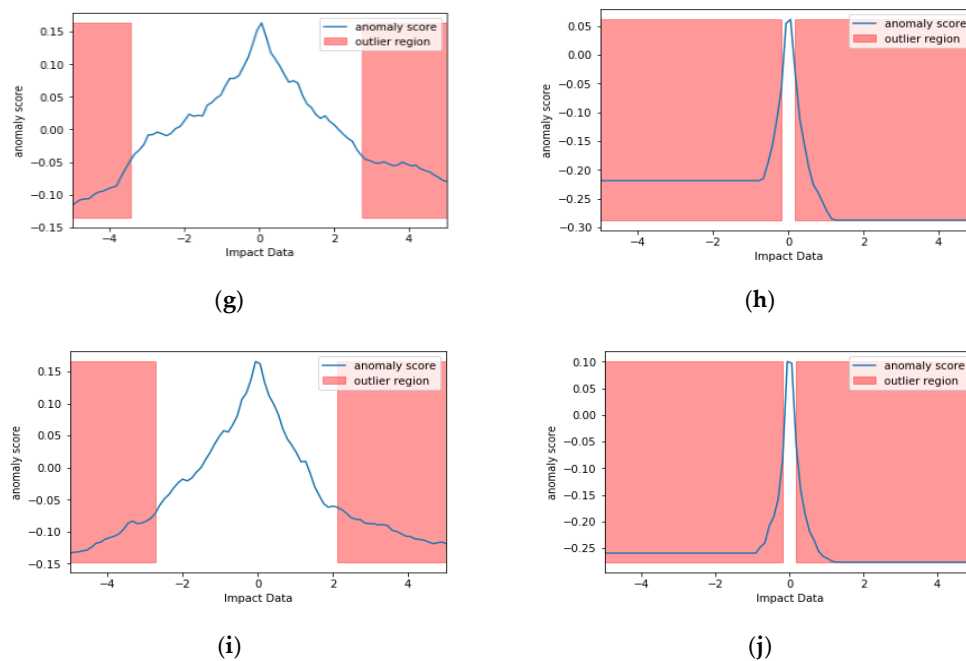 0.15
0.10
0.05
0.00
−0.05
−0.10
−0.15
anomaly score
anomaly score
outlier region
−4
−2
0
2
4
Impact Data
(g)
0.05
0.00
−0.05
−0.10
−0.15
−0.20
−0.25
−0.30
anomaly score
anomaly score
outlier region
−4
−2
0
2
4
Impact Data
(h)
0.15
0.10
0.05
0.00
−0.05
−0.10
−0.15
anomaly score
anomaly score
outlier region
−4
−2
0
2
4
Impact Data
(i)
0.10
0.05
0.00
−0.05
−0.10
−0.15
−0.20
−0.25
anomaly score
anomaly score
outlier region
−4
−2
0
2
4
Impact Data
(j)